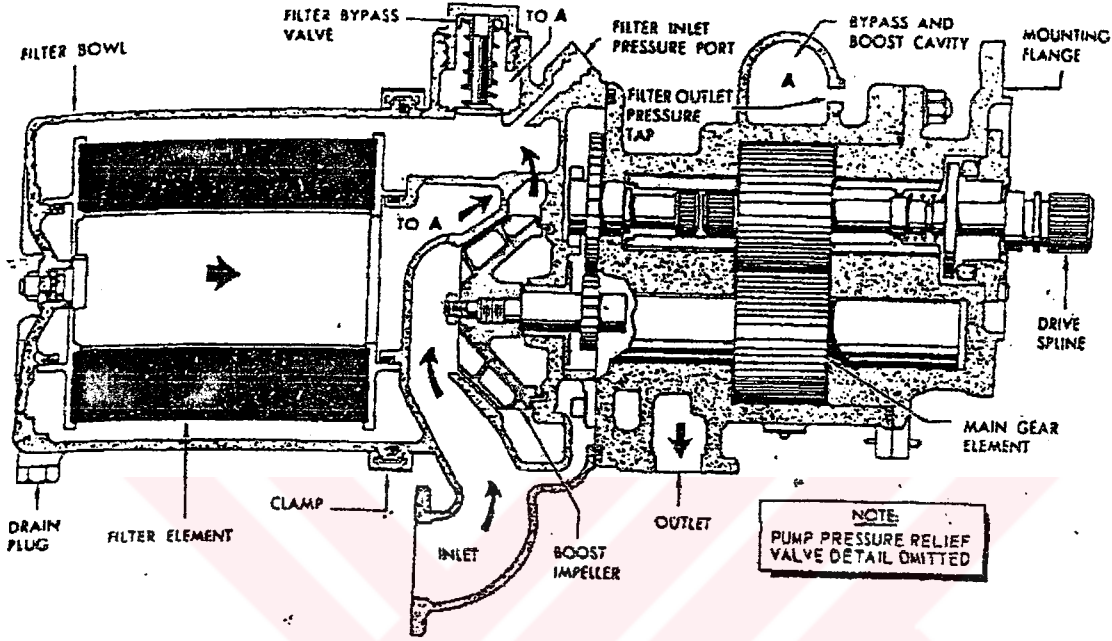 FILTER BYPASS
VALVE
TO A
FILTER INLET
PRESSURE PORT
BYPASS AND
BOOST CAVITY
MOUNTING
FLANGE
FILTER BOWL
A
FILTER OUTLET
PRESSURE
TAP
TO A
DRIVE
SPLINE
MAIN GEAR
ELEMENT
DRAIN
PLUG
FILTER ELEMENT
CLAMP
INLET
BOOST
IMPELLER
OUTLET
NOTE:
PUMP PRESSURE RELIEF
VALVE DETAIL OMITTED